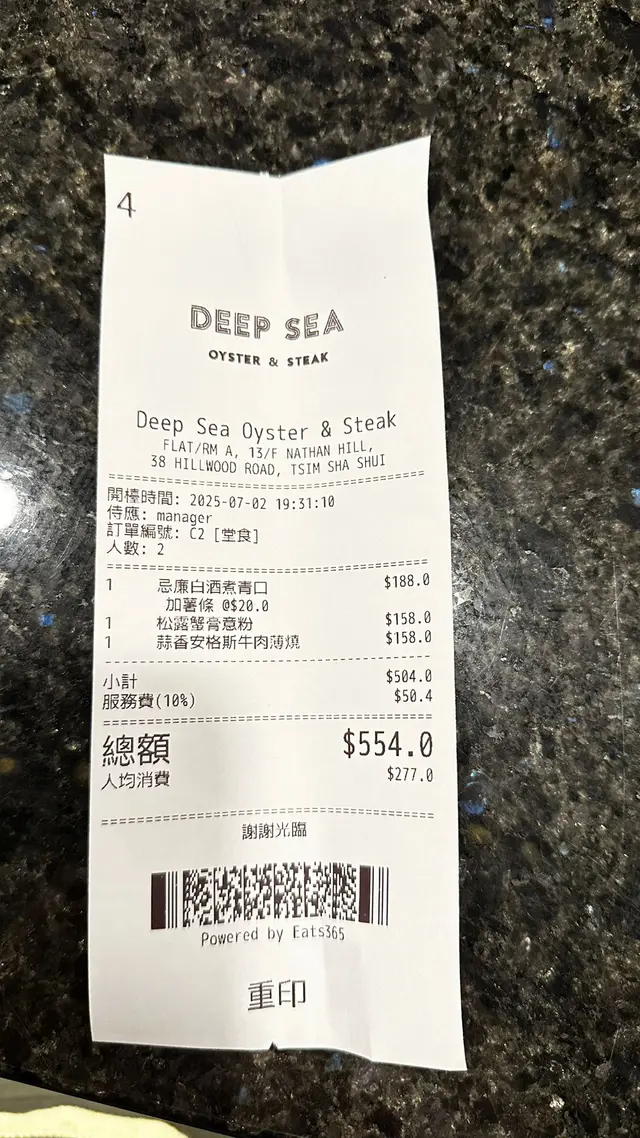 4
DEEP SEA
OYSTER & STEAK
Deep Sea Oyster & Steak
FLAT/RM A, 13/F NATHAN HILL,
38 HILLWOOD ROAD, TSIM SHA SHUI
開檯時間: 2025-07-02 19:31:10
侍應: manager
訂單編號: C2 [堂食]
人數: 2
1 忌廉白酒煮青口 $188.0
加薯條 @$20.0
1 松露蟹膏意粉 $158.0
1 蒜香安格斯牛肉薄燒 $158.0
小計 $504.0
服務費(10%) $50.4
總額 $554.0
人均消費 $277.0
謝謝光臨
Powered by Eats365
重印